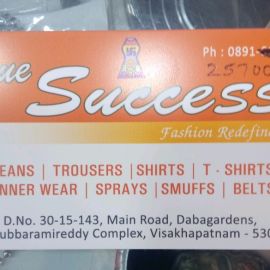 ue Success
Ph : 0891-
25700
Fashion Redefin
EANS | TROUSERS |SHIRTS | T - SHIRTS
NNER WEAR | SPRAYS |SMUFFS | BELTS
D.No. 30-15-143, Main Road, Dabagardens,
ubbaramireddy Complex, Visakhapatnam - 530